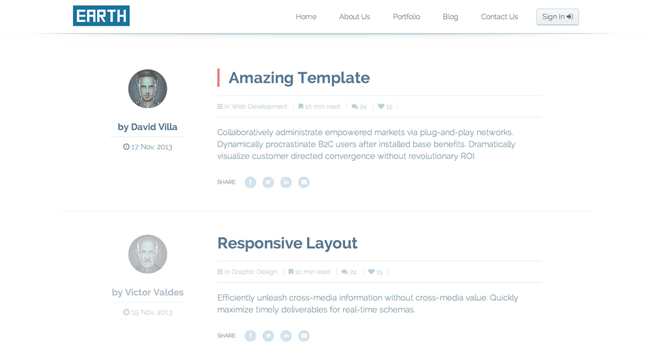 EARTH
Home About Us Portfolio Blog Contact Us Sign In
Amazing Template
in Web Development 10 min read 24 15
by David Villa
17 Nov, 2013
Collaboratively administrate empowered markets via plug-and-play networks.
Dynamically procrastinate B2C users after installed base benefits. Dramatically
visualize customer directed convergence without revolutionary ROI.
SHARE:
Responsive Layout
in Graphic Design 10 min read 24 15
by Victor Valdes
15 Nov, 2013
Efficiently unleash cross-media information without cross-media value. Quickly
maximize timely deliverables for real-time schemas.
SHARE: